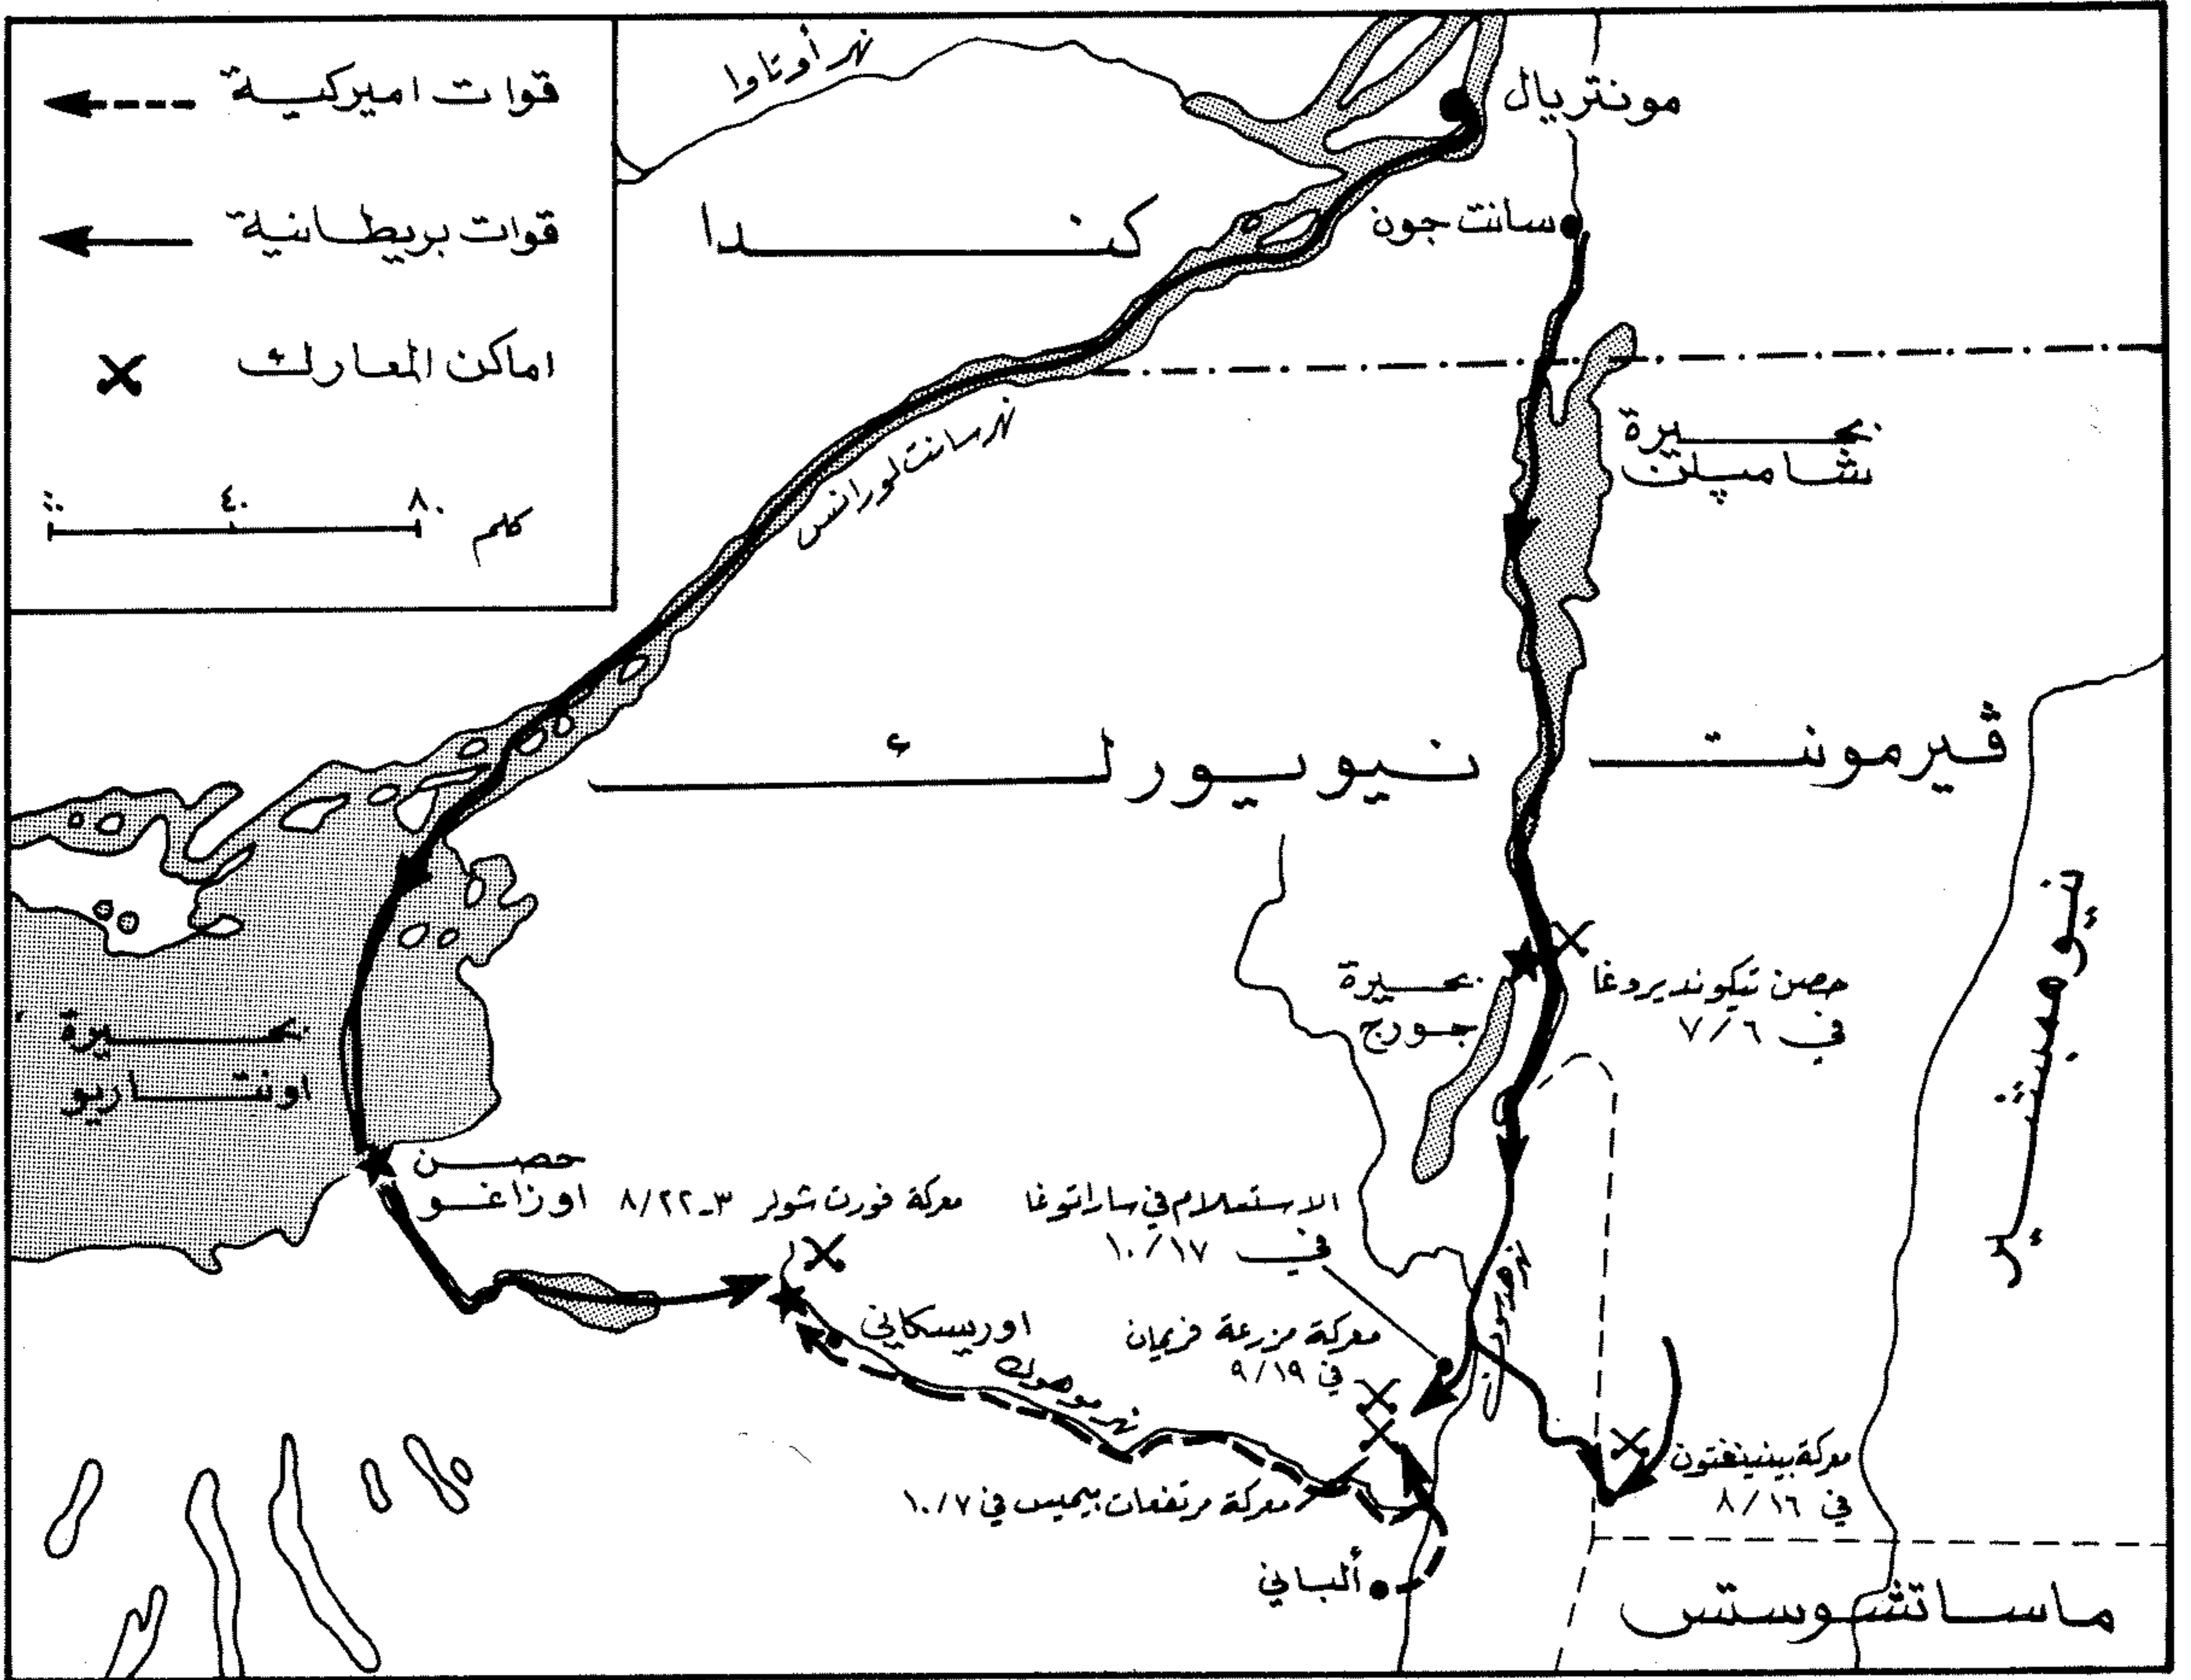 قوات اميركية
قوات بريطانية
اماكن المعارك
٤٠
٨٠
كلم
نهر أوتاوا
مونتريال
سانت جون
كندا
نهر سانت لورانس
بحيرة
شامپلن
ڤيرمونت
نيويورك
نيو همبشير
بحيرة
جورج
حصن تيكونديروغا
في ٧/٦
بحيرة
اونتاريو
حصن
اوزاغو
معركة فورت شولر ٣-٨/٢٢
الاستعلام في ساراتوغا
في ١٠/١٧
نهر هدسون
اوريسكاني
نهر موهوك
معركة مزرعة فريمان
في ٩/١٩
معركة بينينغتون
في ٨/١٦
معركة مرتفعات بيميس في ١٠/٧
ألباني
ماساتشوستس